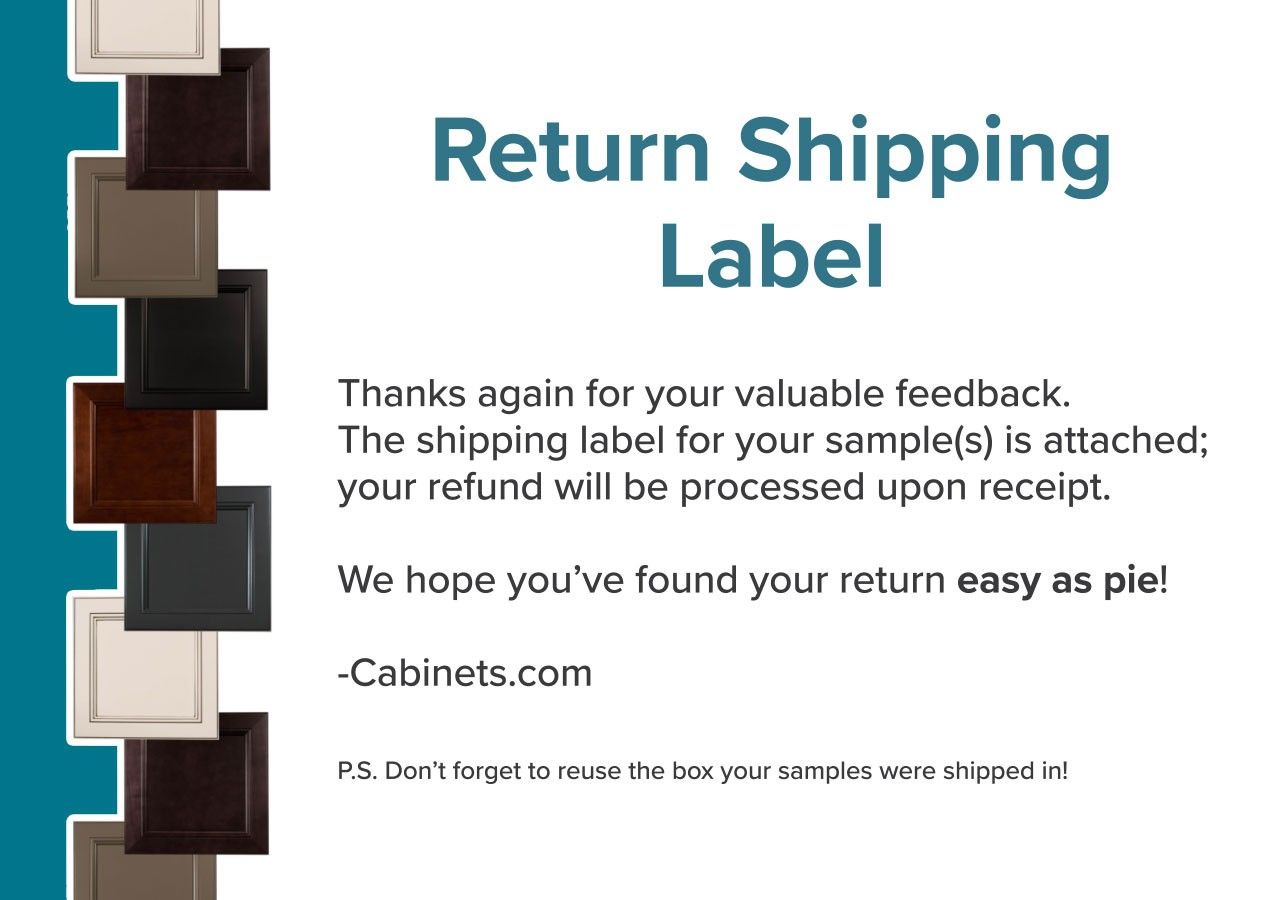 Return Shipping
Label
Thanks again for your valuable feedback.
The shipping label for your sample(s) is attached;
your refund will be processed upon receipt.
We hope you’ve found your return easy as pie!
-Cabinets.com
P.S. Don’t forget to reuse the box your samples were shipped in!